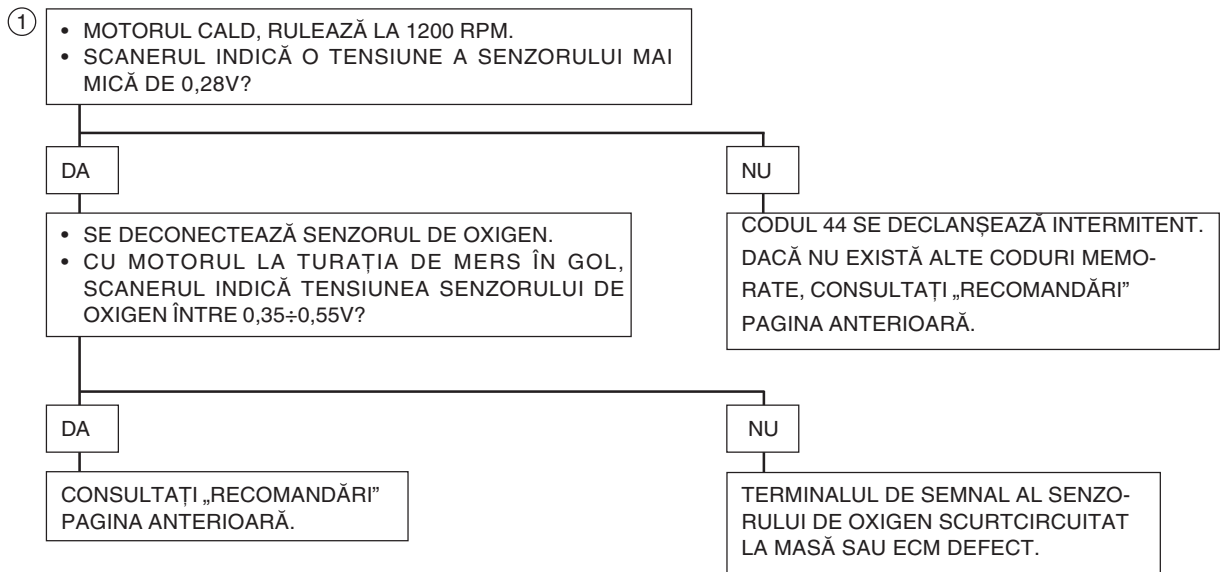 1
• MOTORUL CALD, RULEAZĂ LA 1200 RPM.
• SCANERUL INDICĂ O TENSIUNE A SENZORULUI MAI
MICĂ DE 0,28V?
DA
NU
• SE DECONECTEAZĂ SENZORUL DE OXIGEN.
• CU MOTORUL LA TURAȚIA DE MERS ÎN GOL,
SCANERUL INDICĂ TENSIUNEA SENZORULUI DE
OXIGEN ÎNTRE 0,35÷0,55V?
CODUL 44 SE DECLANȘEAZĂ INTERMITENT.
DACĂ NU EXISTĂ ALTE CODURI MEMO-
RATE, CONSULTAȚI „RECOMANDĂRI”
PAGINA ANTERIOARĂ.
DA
NU
CONSULTAȚI „RECOMANDĂRI”
PAGINA ANTERIOARĂ.
TERMINALUL DE SEMNAL AL SENZO-
RULUI DE OXIGEN SCURTCIRCUITAT
LA MASĂ SAU ECM DEFECT.